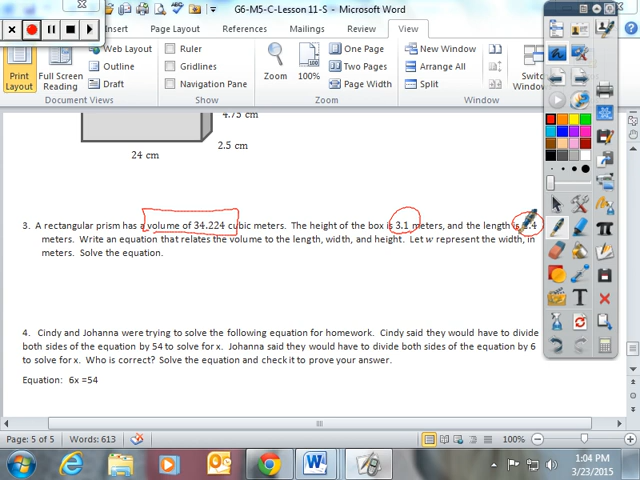 G6-M5-C-Lesson 11-S - Microsoft Word
Insert
Page Layout
References
Mailings
Review
View
Print Layout
Full Screen Reading
Web Layout
Outline
Draft
Document Views
Ruler
Gridlines
Navigation Pane
Show
Zoom
100%
One Page
Two Pages
Page Width
Zoom
New Window
Arrange All
Split
Window
4.75 cm
2.5 cm
24 cm
3. A rectangular prism has a volume of 34.224 cubic meters. The height of the box is 3.1 meters, and the length is
meters. Write an equation that relates the volume to the length, width, and height. Let w represent the width, in
meters. Solve the equation.
4. Cindy and Johanna were trying to solve the following equation for homework. Cindy said they would have to divide
both sides of the equation by 54 to solve for x. Johanna said they would have to divide both sides of the equation by 6
to solve for x. Who is correct? Solve the equation and check it to prove your answer.
Equation: 6x =54
Page: 5 of 5
Words: 613
100%
1:04 PM
3/23/2015